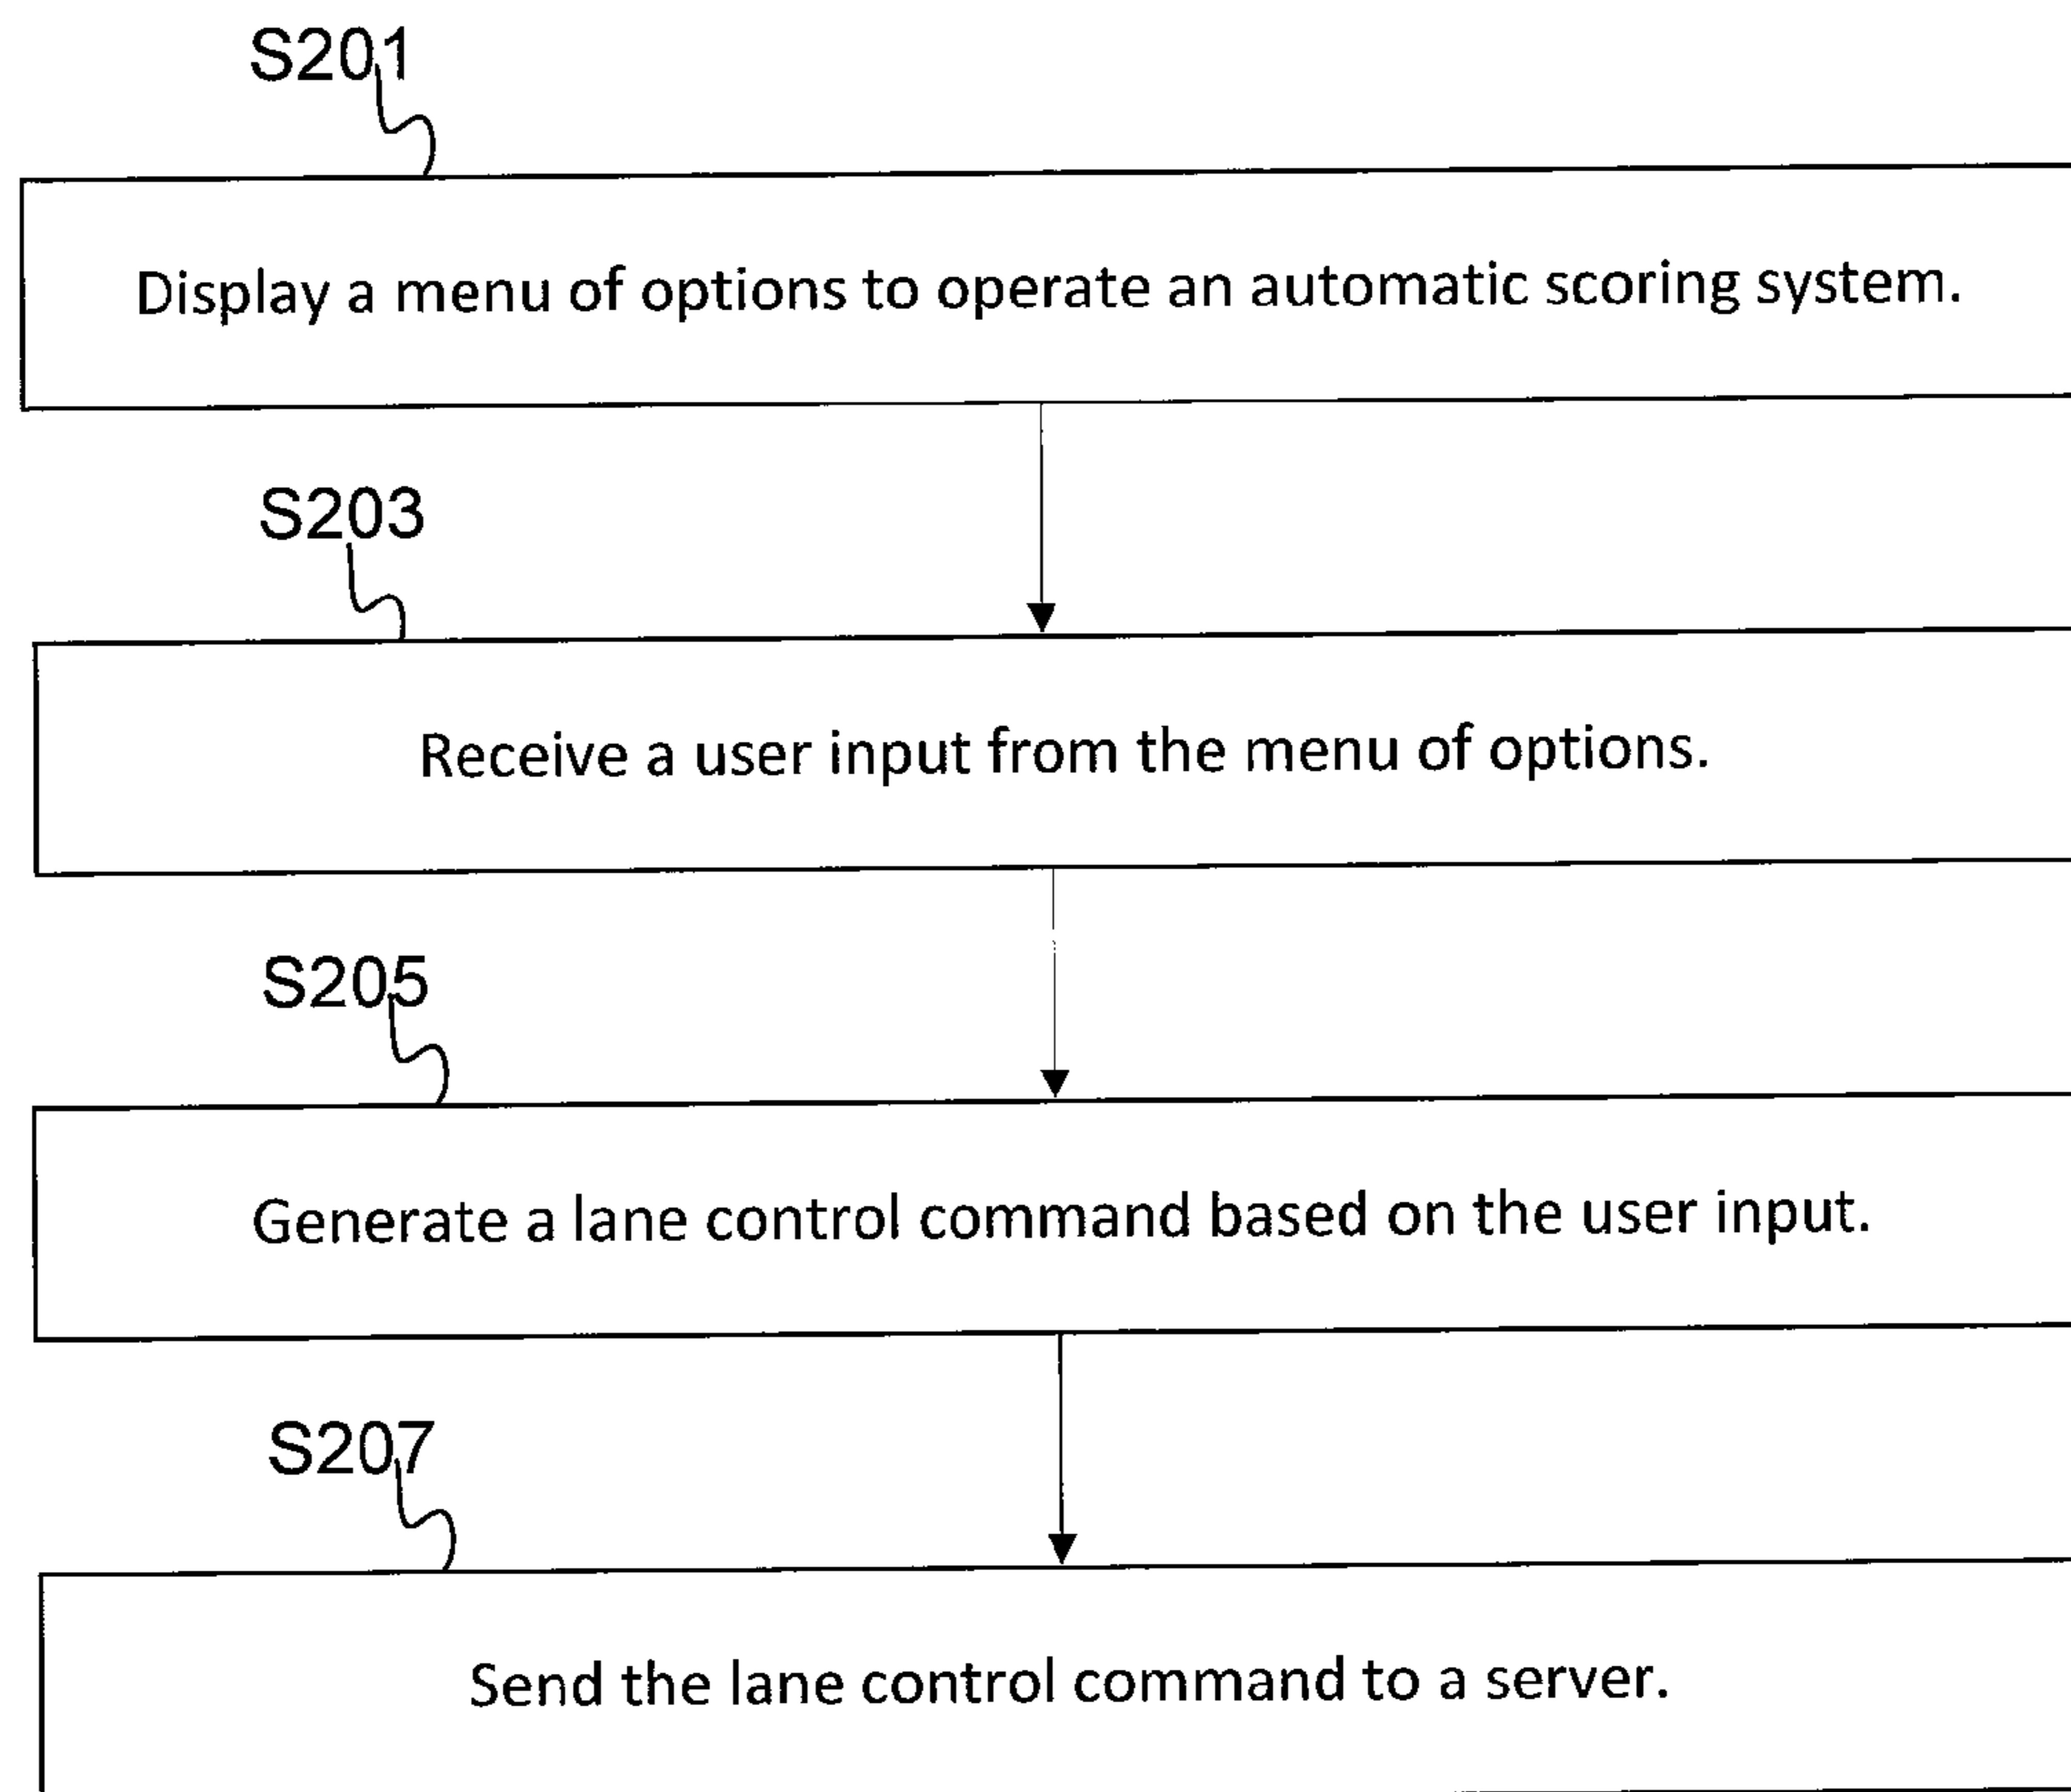 S201
Display a menu of options to operate an automatic scoring system.
S203
Receive a user input from the menu of options.
S205
Generate a lane control command based on the user input.
S207
Send the lane control command to a server.